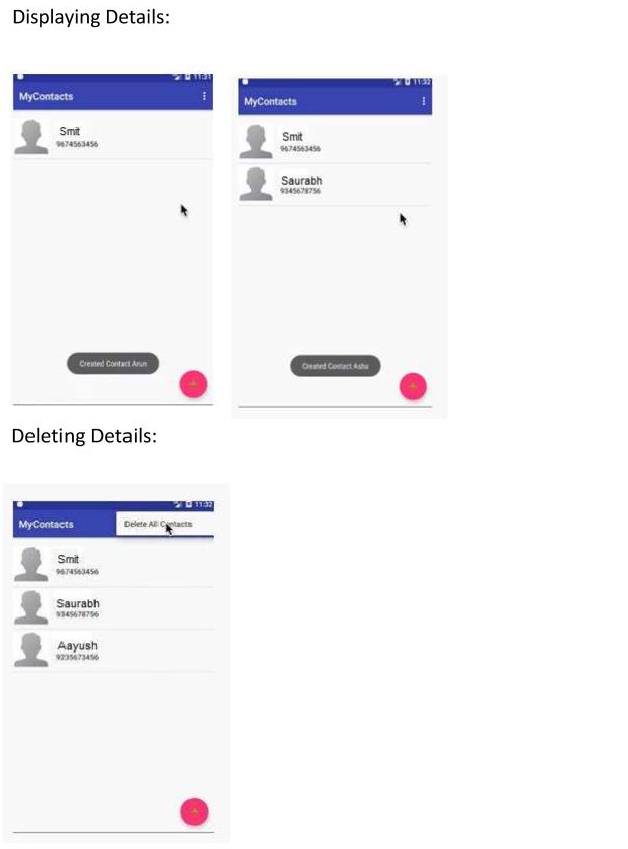 Displaying Details:
11:31
MyContacts
Smit
9674563456
Created Contact Arun
11:32
MyContacts
Smit
9674563456
Saurabh
9345678756
Created Contact Asha
Deleting Details:
11:32
MyContacts
Delete All Contacts
Smit
9674563456
Saurabh
9345678756
Aayush
9235673456